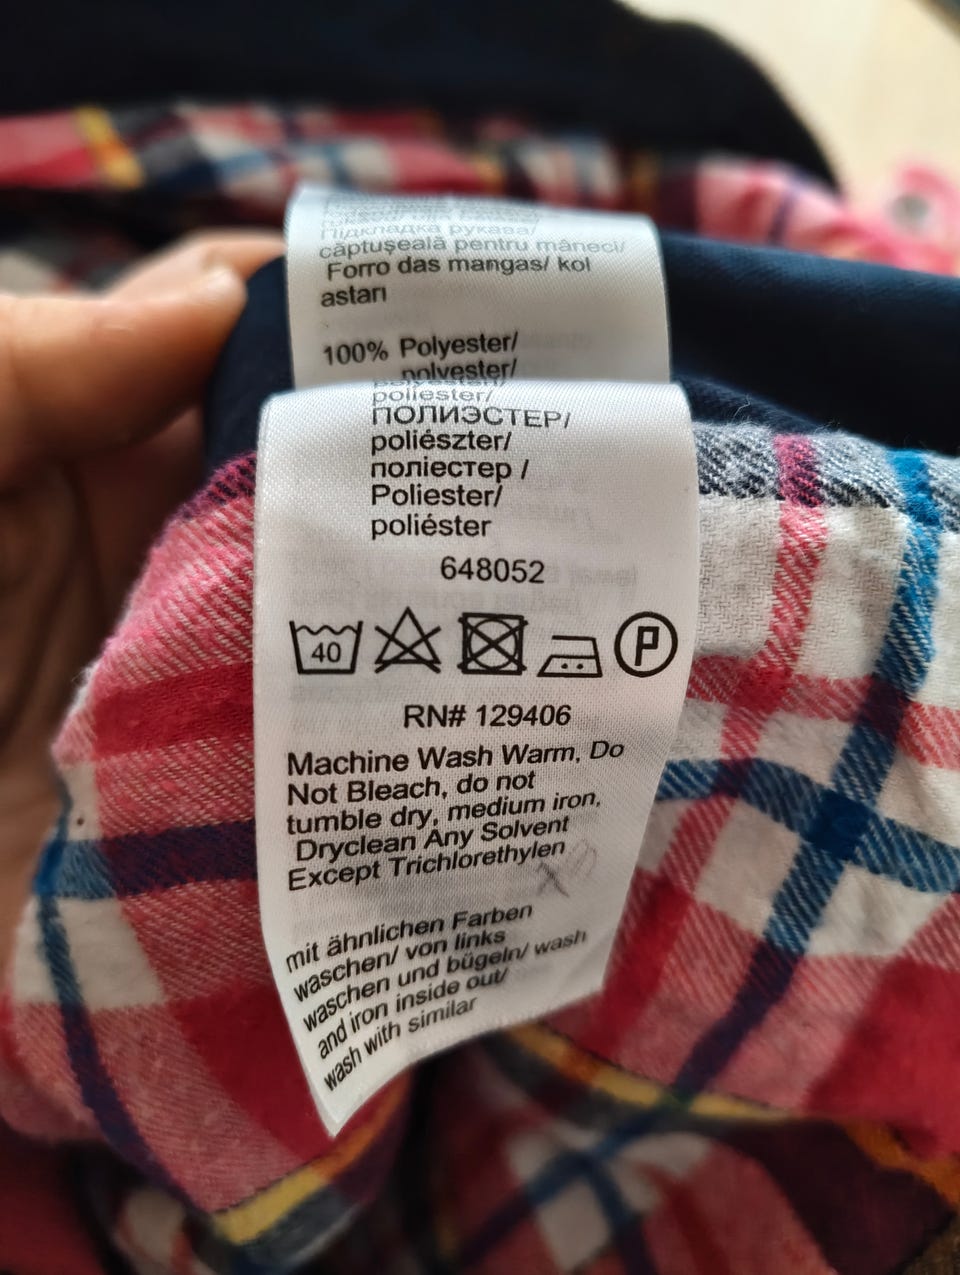 Підкладка рукава/
căptușeală pentru mâneci/
Forro das mangas/ kol
astarı
100% Polyester/
polyester/
poliester/
ПОЛИЭСТЕР/
poliészter/
поліестер /
Poliester/
poliéster
648052
40
P
RN# 129406
Machine Wash Warm, Do
Not Bleach, do not
tumble dry, medium iron,
Dryclean Any Solvent
Except Trichlorethylen
mit ähnlichen Farben
waschen/ von links
waschen und bügeln/ wash
and iron inside out/
wash with similar